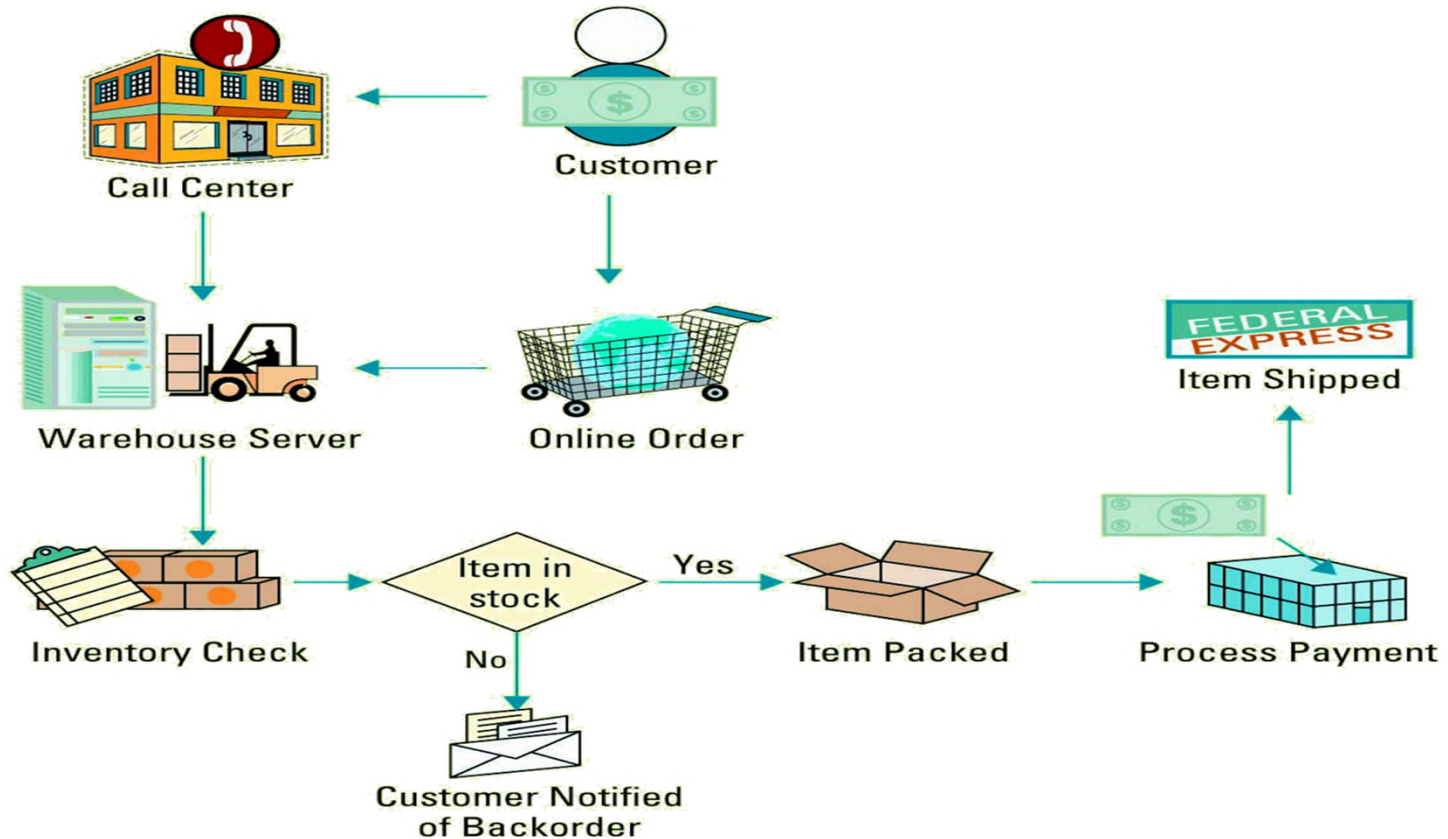 Customer
Call Center
Warehouse Server
Online Order
FEDERAL
EXPRESS
Item Shipped
Inventory Check
Item in
stock
Yes
No
Item Packed
$
$
$
$
$
Process Payment
Customer Notified
of Backorder
$
$
$
$
$